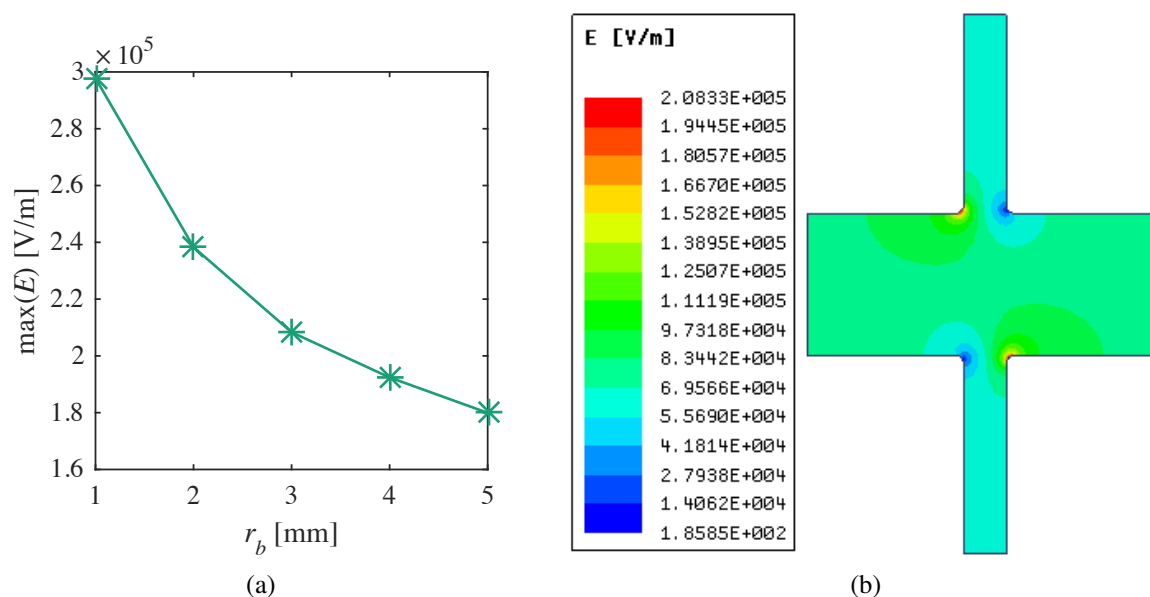 × 10⁵
3
2.8
2.6
2.4
2.2
2
1.8
1.6
max(E) [V/m]
1 2 3 4 5
r_b [mm]
(a)
E [V/m]
2.0833E+005
1.9445E+005
1.8057E+005
1.6670E+005
1.5282E+005
1.3895E+005
1.2507E+005
1.1119E+005
9.7318E+004
8.3442E+004
6.9566E+004
5.5690E+004
4.1814E+004
2.7938E+004
1.4062E+004
1.8585E+002
(b)